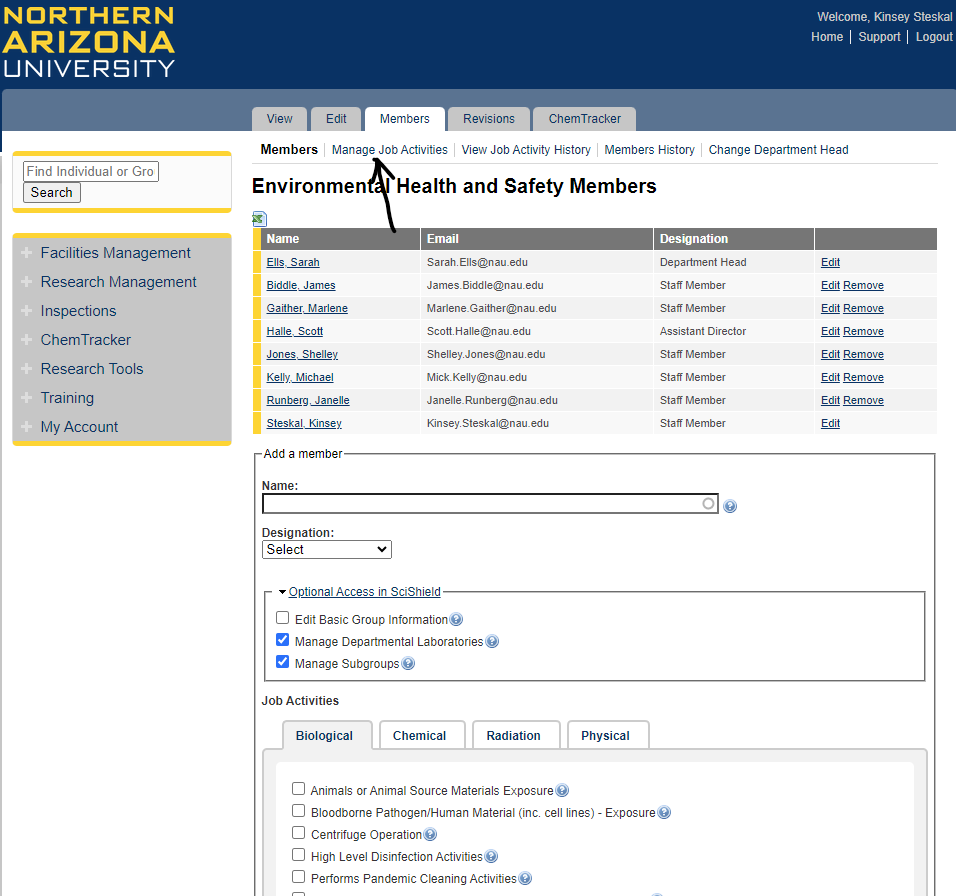 NORTHERN
ARIZONA
UNIVERSITY
Welcome, Kinsey Steskal
Home Support Logout
View Edit Members Revisions ChemTracker
Members Manage Job Activities View Job Activity History Members History Change Department Head
Find Individual or Gro
Search
Facilities Management
Research Management
Inspections
ChemTracker
Research Tools
Training
My Account
Environmental Health and Safety Members
Name Email Designation
Ells, Sarah Sarah.Ells@nau.edu Department Head Edit
Biddle, James James.Biddle@nau.edu Staff Member Edit Remove
Gaither, Marlene Marlene.Gaither@nau.edu Staff Member Edit Remove
Halle, Scott Scott.Halle@nau.edu Assistant Director Edit Remove
Jones, Shelley Shelley.Jones@nau.edu Staff Member Edit Remove
Kelly, Michael Mick.Kelly@nau.edu Staff Member Edit Remove
Runberg, Janelle Janelle.Runberg@nau.edu Staff Member Edit Remove
Steskal, Kinsey Kinsey.Steskal@nau.edu Staff Member Edit
Add a member
Name:
Designation:
Select
Optional Access in SciShield
Edit Basic Group Information
Manage Departmental Laboratories
Manage Subgroups
Job Activities
Biological Chemical Radiation Physical
Animals or Animal Source Materials Exposure
Bloodborne Pathogen/Human Material (inc. cell lines) - Exposure
Centrifuge Operation
High Level Disinfection Activities
Performs Pandemic Cleaning Activities